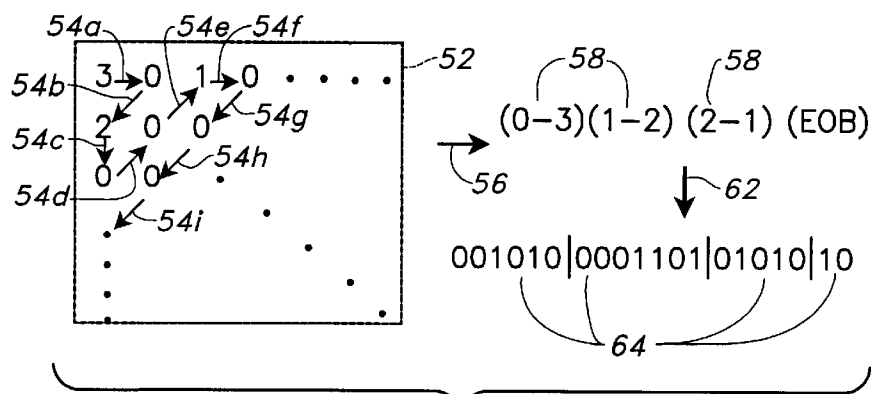 54a 54e 54f
3 0 1 0 52 58 58
54b 2 0 0 54g (0-3)(1-2) (2-1) (EOB)
54c 0 0 54h 56 62
54d 54i
001010|0001101|01010|10
64